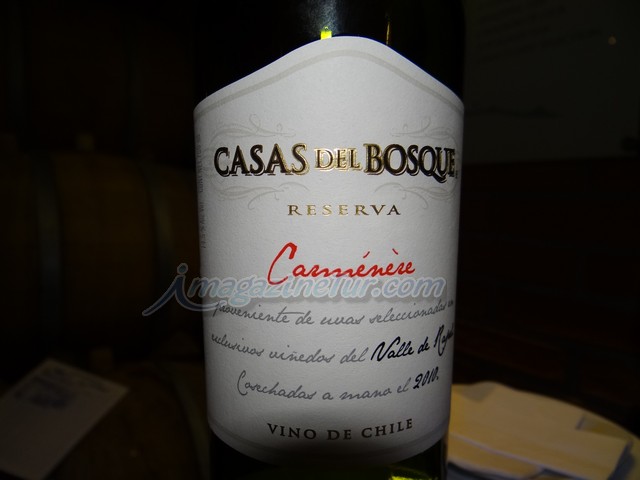 CASAS DEL BOSQUE
RESERVA
Carménère
imagazinetur.com
Proveniente de uvas seleccionadas en
exclusivos viñedos del Valle de
Cosechadas a mano el 2010.
VINO DE CHILE